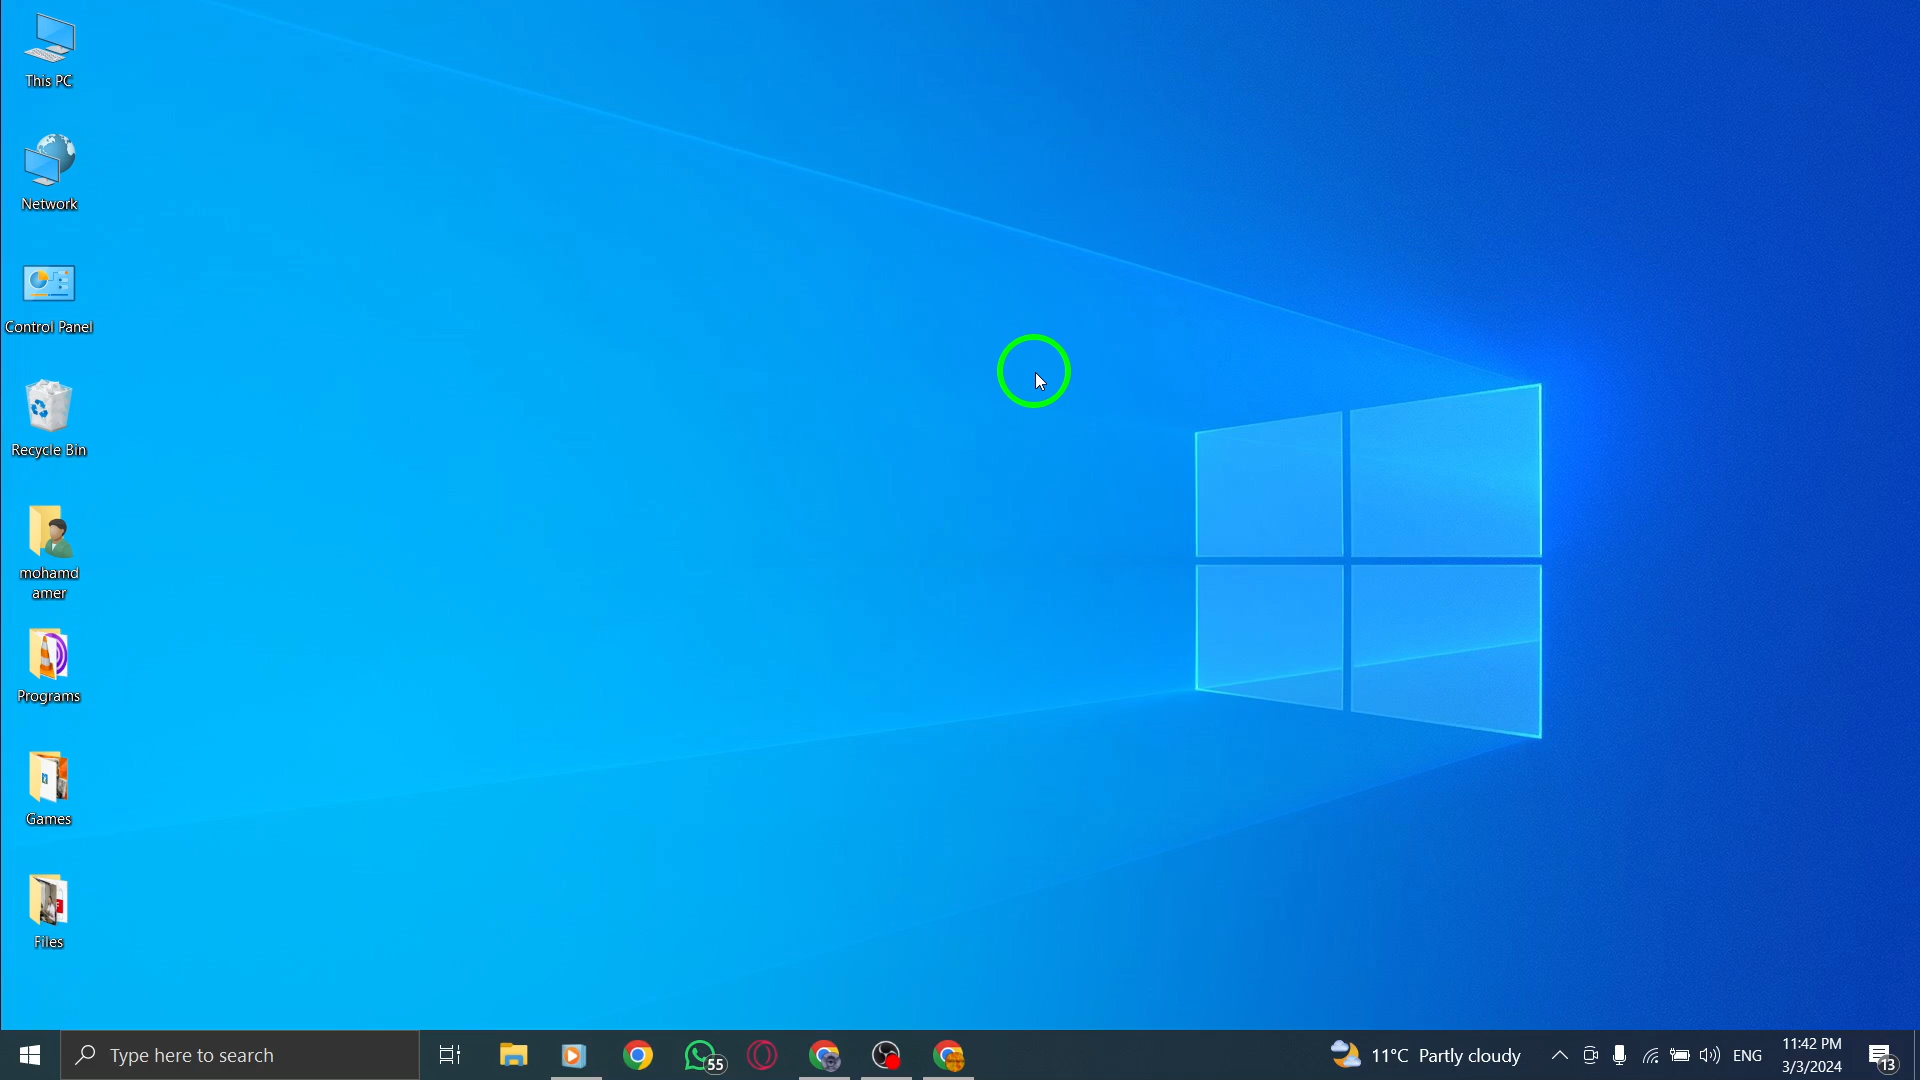 This PC
Network
Control Panel
Recycle Bin
mohamd
amer
Programs
Games
Files
Type here to search
55
11°C Partly cloudy
ENG
11:42 PM
3/3/2024
13